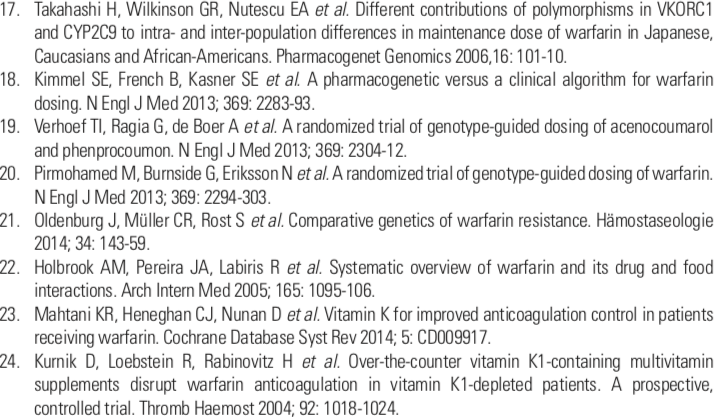 17. Takahashi H, Wilkinson GR, Nutescu EA et al. Different contributions of polymorphisms in VKORC1
and CYP2C9 to intra- and inter-population differences in maintenance dose of warfarin in Japanese,
Caucasians and African-Americans. Pharmacogenet Genomics 2006,16: 101-10.
18. Kimmel SE, French B, Kasner SE et al. A pharmacogenetic versus a clinical algorithm for warfarin
dosing. N Engl J Med 2013; 369: 2283-93.
19. Verhoef TI, Ragia G, de Boer A et al. A randomized trial of genotype-guided dosing of acenocoumarol
and phenprocoumon. N Engl J Med 2013; 369: 2304-12.
20. Pirmohamed M, Burnside G, Eriksson N et al. A randomized trial of genotype-guided dosing of warfarin.
N Engl J Med 2013; 369: 2294-303.
21. Oldenburg J, Müller CR, Rost S et al. Comparative genetics of warfarin resistance. Hämostaseologie
2014; 34: 143-59.
22. Holbrook AM, Pereira JA, Labiris R et al. Systematic overview of warfarin and its drug and food
interactions. Arch Intern Med 2005; 165: 1095-106.
23. Mahtani KR, Heneghan CJ, Nunan D et al. Vitamin K for improved anticoagulation control in patients
receiving warfarin. Cochrane Database Syst Rev 2014; 5: CD009917.
24. Kurnik D, Loebstein R, Rabinovitz H et al. Over-the-counter vitamin K1-containing multivitamin
supplements disrupt warfarin anticoagulation in vitamin K1-depleted patients. A prospective,
controlled trial. Thromb Haemost 2004; 92: 1018-1024.